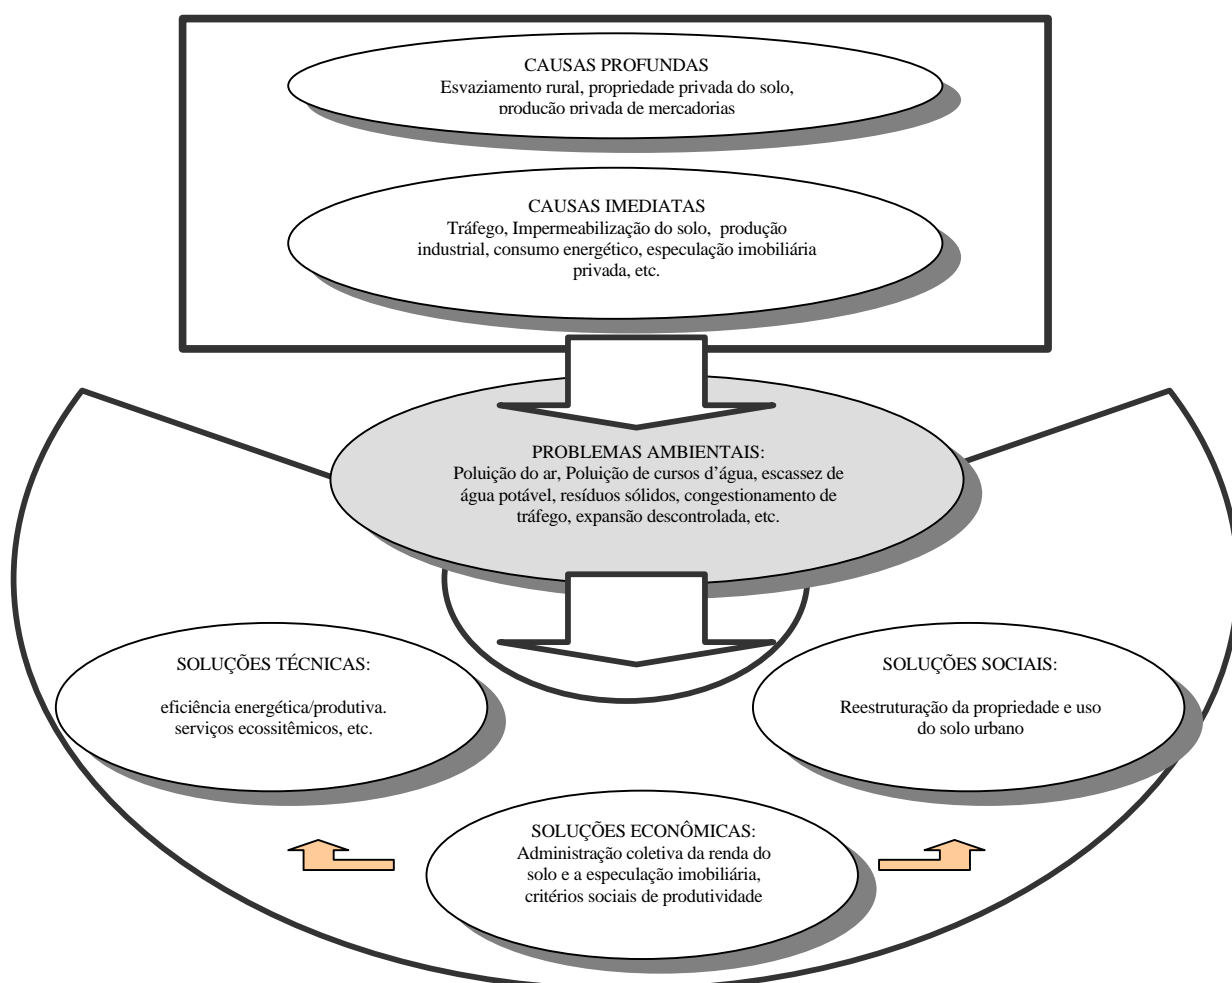 CAUSAS PROFUNDAS
Esvaziamento rural, propriedade privada do solo,
produção privada de mercadorias
CAUSAS IMEDIATAS
Tráfego, Impermeabilização do solo, produção
industrial, consumo energético, especulação imobiliária
privada, etc.
PROBLEMAS AMBIENTAIS:
Poluição do ar, Poluição de cursos d’água, escassez de
água potável, resíduos sólidos, congestionamento de
tráfego, expansão descontrolada, etc.
SOLUÇÕES TÉCNICAS:
eficiência energética/produtiva.
serviços ecossitêmicos, etc.
SOLUÇÕES SOCIAIS:
Reestruturação da propriedade e uso
do solo urbano
SOLUÇÕES ECONÔMICAS:
Administração coletiva da renda do
solo e a especulação imobiliária,
critérios sociais de produtividade